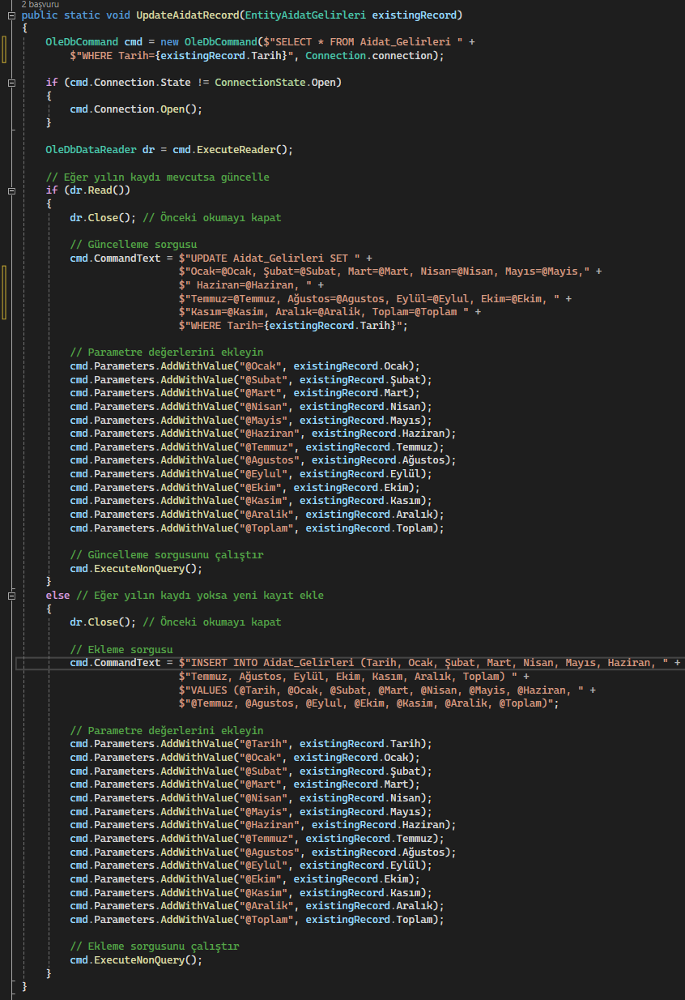 2 başvuru
public static void UpdateAidatRecord(EntityAidatGelirleri existingRecord)
{
OleDbCommand cmd = new OleDbCommand($"SELECT * FROM Aidat_Gelirleri " +
$"WHERE Tarih={existingRecord.Tarih}", Connection.connection);
if (cmd.Connection.State != ConnectionState.Open)
{
cmd.Connection.Open();
}
OleDbDataReader dr = cmd.ExecuteReader();
// Eğer yılın kaydı mevcutsa güncelle
if (dr.Read())
{
dr.Close(); // Önceki okumayı kapat
// Güncelleme sorgusu
cmd.CommandText = $"UPDATE Aidat_Gelirleri SET " +
$"Ocak=@Ocak, Şubat=@Subat, Mart=@Mart, Nisan=@Nisan, Mayıs=@Mayis," +
$" Haziran=@Haziran, " +
$"Temmuz=@Temmuz, Ağustos=@Agustos, Eylül=@Eylul, Ekim=@Ekim, " +
$"Kasım=@Kasim, Aralık=@Aralik, Toplam=@Toplam " +
$"WHERE Tarih={existingRecord.Tarih}";
// Parametre değerlerini ekleyin
cmd.Parameters.AddWithValue("@Ocak", existingRecord.Ocak);
cmd.Parameters.AddWithValue("@Subat", existingRecord.Şubat);
cmd.Parameters.AddWithValue("@Mart", existingRecord.Mart);
cmd.Parameters.AddWithValue("@Nisan", existingRecord.Nisan);
cmd.Parameters.AddWithValue("@Mayis", existingRecord.Mayıs);
cmd.Parameters.AddWithValue("@Haziran", existingRecord.Haziran);
cmd.Parameters.AddWithValue("@Temmuz", existingRecord.Temmuz);
cmd.Parameters.AddWithValue("@Agustos", existingRecord.Ağustos);
cmd.Parameters.AddWithValue("@Eylul", existingRecord.Eylül);
cmd.Parameters.AddWithValue("@Ekim", existingRecord.Ekim);
cmd.Parameters.AddWithValue("@Kasim", existingRecord.Kasım);
cmd.Parameters.AddWithValue("@Aralik", existingRecord.Aralık);
cmd.Parameters.AddWithValue("@Toplam", existingRecord.Toplam);
// Güncelleme sorgusunu çalıştır
cmd.ExecuteNonQuery();
}
else // Eğer yılın kaydı yoksa yeni kayıt ekle
{
dr.Close(); // Önceki okumayı kapat
// Ekleme sorgusu
cmd.CommandText = $"INSERT INTO Aidat_Gelirleri (Tarih, Ocak, Şubat, Mart, Nisan, Mayıs, Haziran, " +
$"Temmuz, Ağustos, Eylül, Ekim, Kasım, Aralık, Toplam) " +
$"VALUES (@Tarih, @Ocak, @Subat, @Mart, @Nisan, @Mayis, @Haziran, " +
$"@Temmuz, @Agustos, @Eylul, @Ekim, @Kasim, @Aralik, @Toplam)";
// Parametre değerlerini ekleyin
cmd.Parameters.AddWithValue("@Tarih", existingRecord.Tarih);
cmd.Parameters.AddWithValue("@Ocak", existingRecord.Ocak);
cmd.Parameters.AddWithValue("@Subat", existingRecord.Şubat);
cmd.Parameters.AddWithValue("@Mart", existingRecord.Mart);
cmd.Parameters.AddWithValue("@Nisan", existingRecord.Nisan);
cmd.Parameters.AddWithValue("@Mayis", existingRecord.Mayıs);
cmd.Parameters.AddWithValue("@Haziran", existingRecord.Haziran);
cmd.Parameters.AddWithValue("@Temmuz", existingRecord.Temmuz);
cmd.Parameters.AddWithValue("@Agustos", existingRecord.Ağustos);
cmd.Parameters.AddWithValue("@Eylul", existingRecord.Eylül);
cmd.Parameters.AddWithValue("@Ekim", existingRecord.Ekim);
cmd.Parameters.AddWithValue("@Kasim", existingRecord.Kasım);
cmd.Parameters.AddWithValue("@Aralik", existingRecord.Aralık);
cmd.Parameters.AddWithValue("@Toplam", existingRecord.Toplam);
// Ekleme sorgusunu çalıştır
cmd.ExecuteNonQuery();
}
}